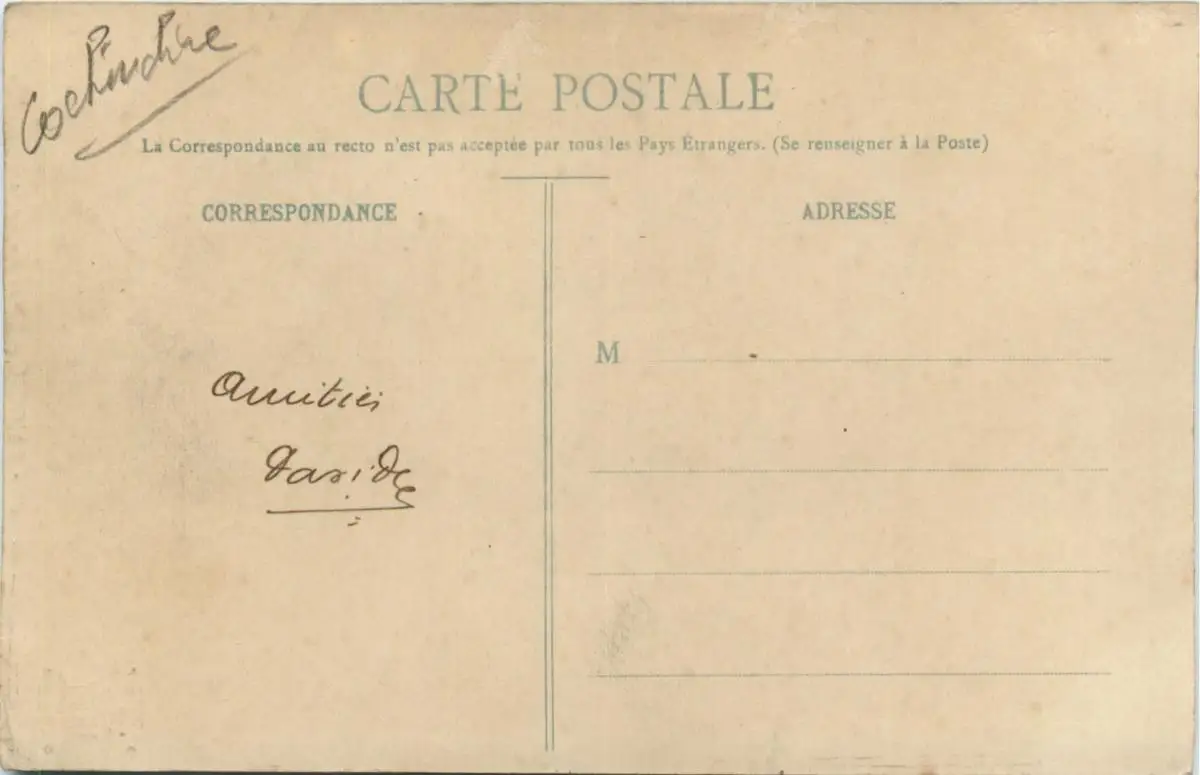 Cochinchine
CARTE POSTALE
La Correspondance au recto n'est pas acceptée par tous les Pays Étrangers. (Se renseigner à la Poste)
CORRESPONDANCE
ADRESSE
M
Amitiés